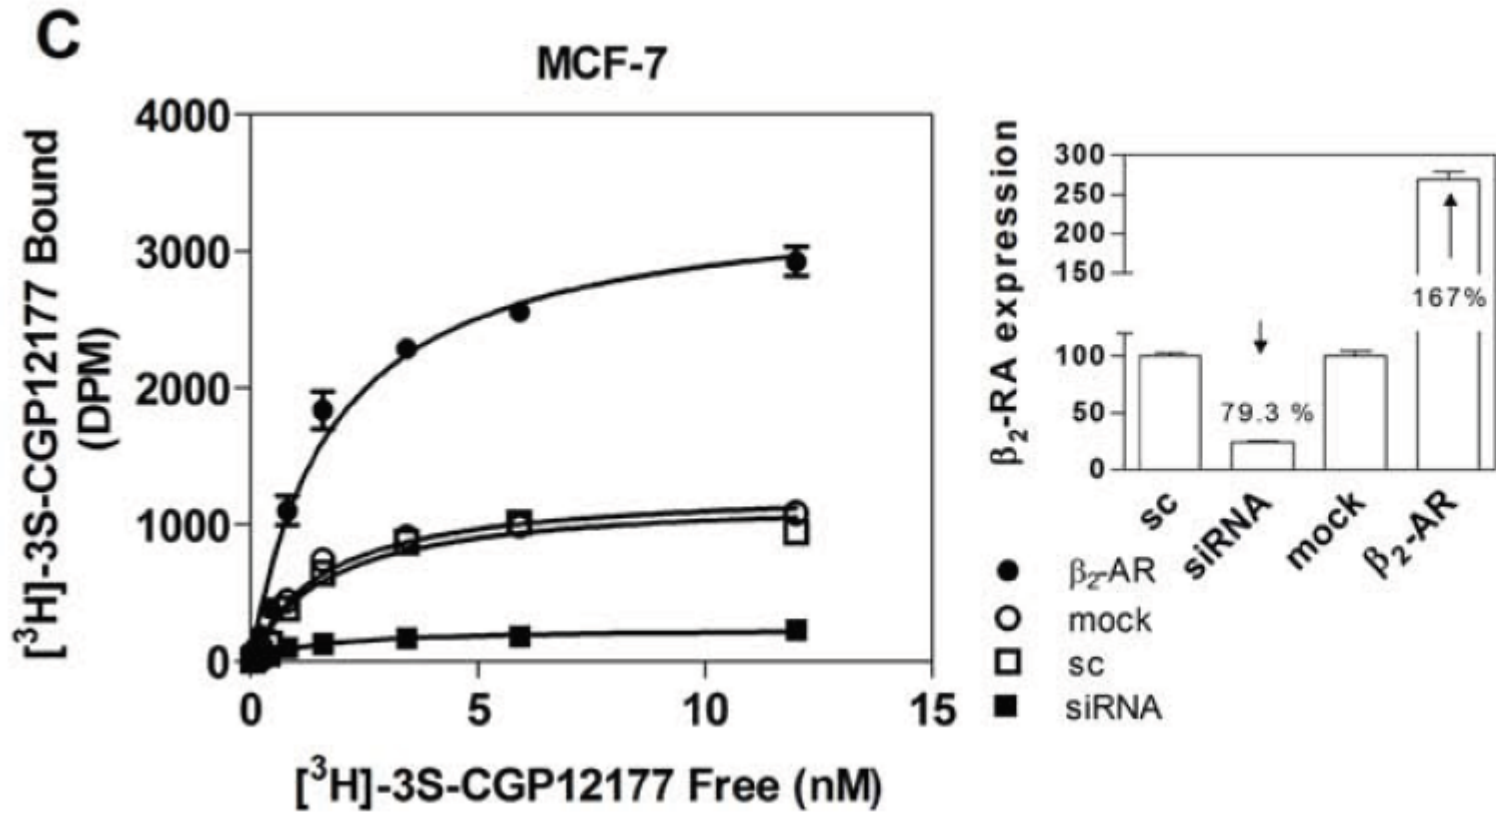 C
MCF-7
[³H]-3S-CGP12177 Bound
(DPM)
4000
3000
2000
1000
0
0 5 10 15
[³H]-3S-CGP12177 Free (nM)
β₂-RA expression
300
250
200
150
100
50
0
167%
79.3 %
sc siRNA mock β₂-AR
β₂-AR
mock
sc
siRNA